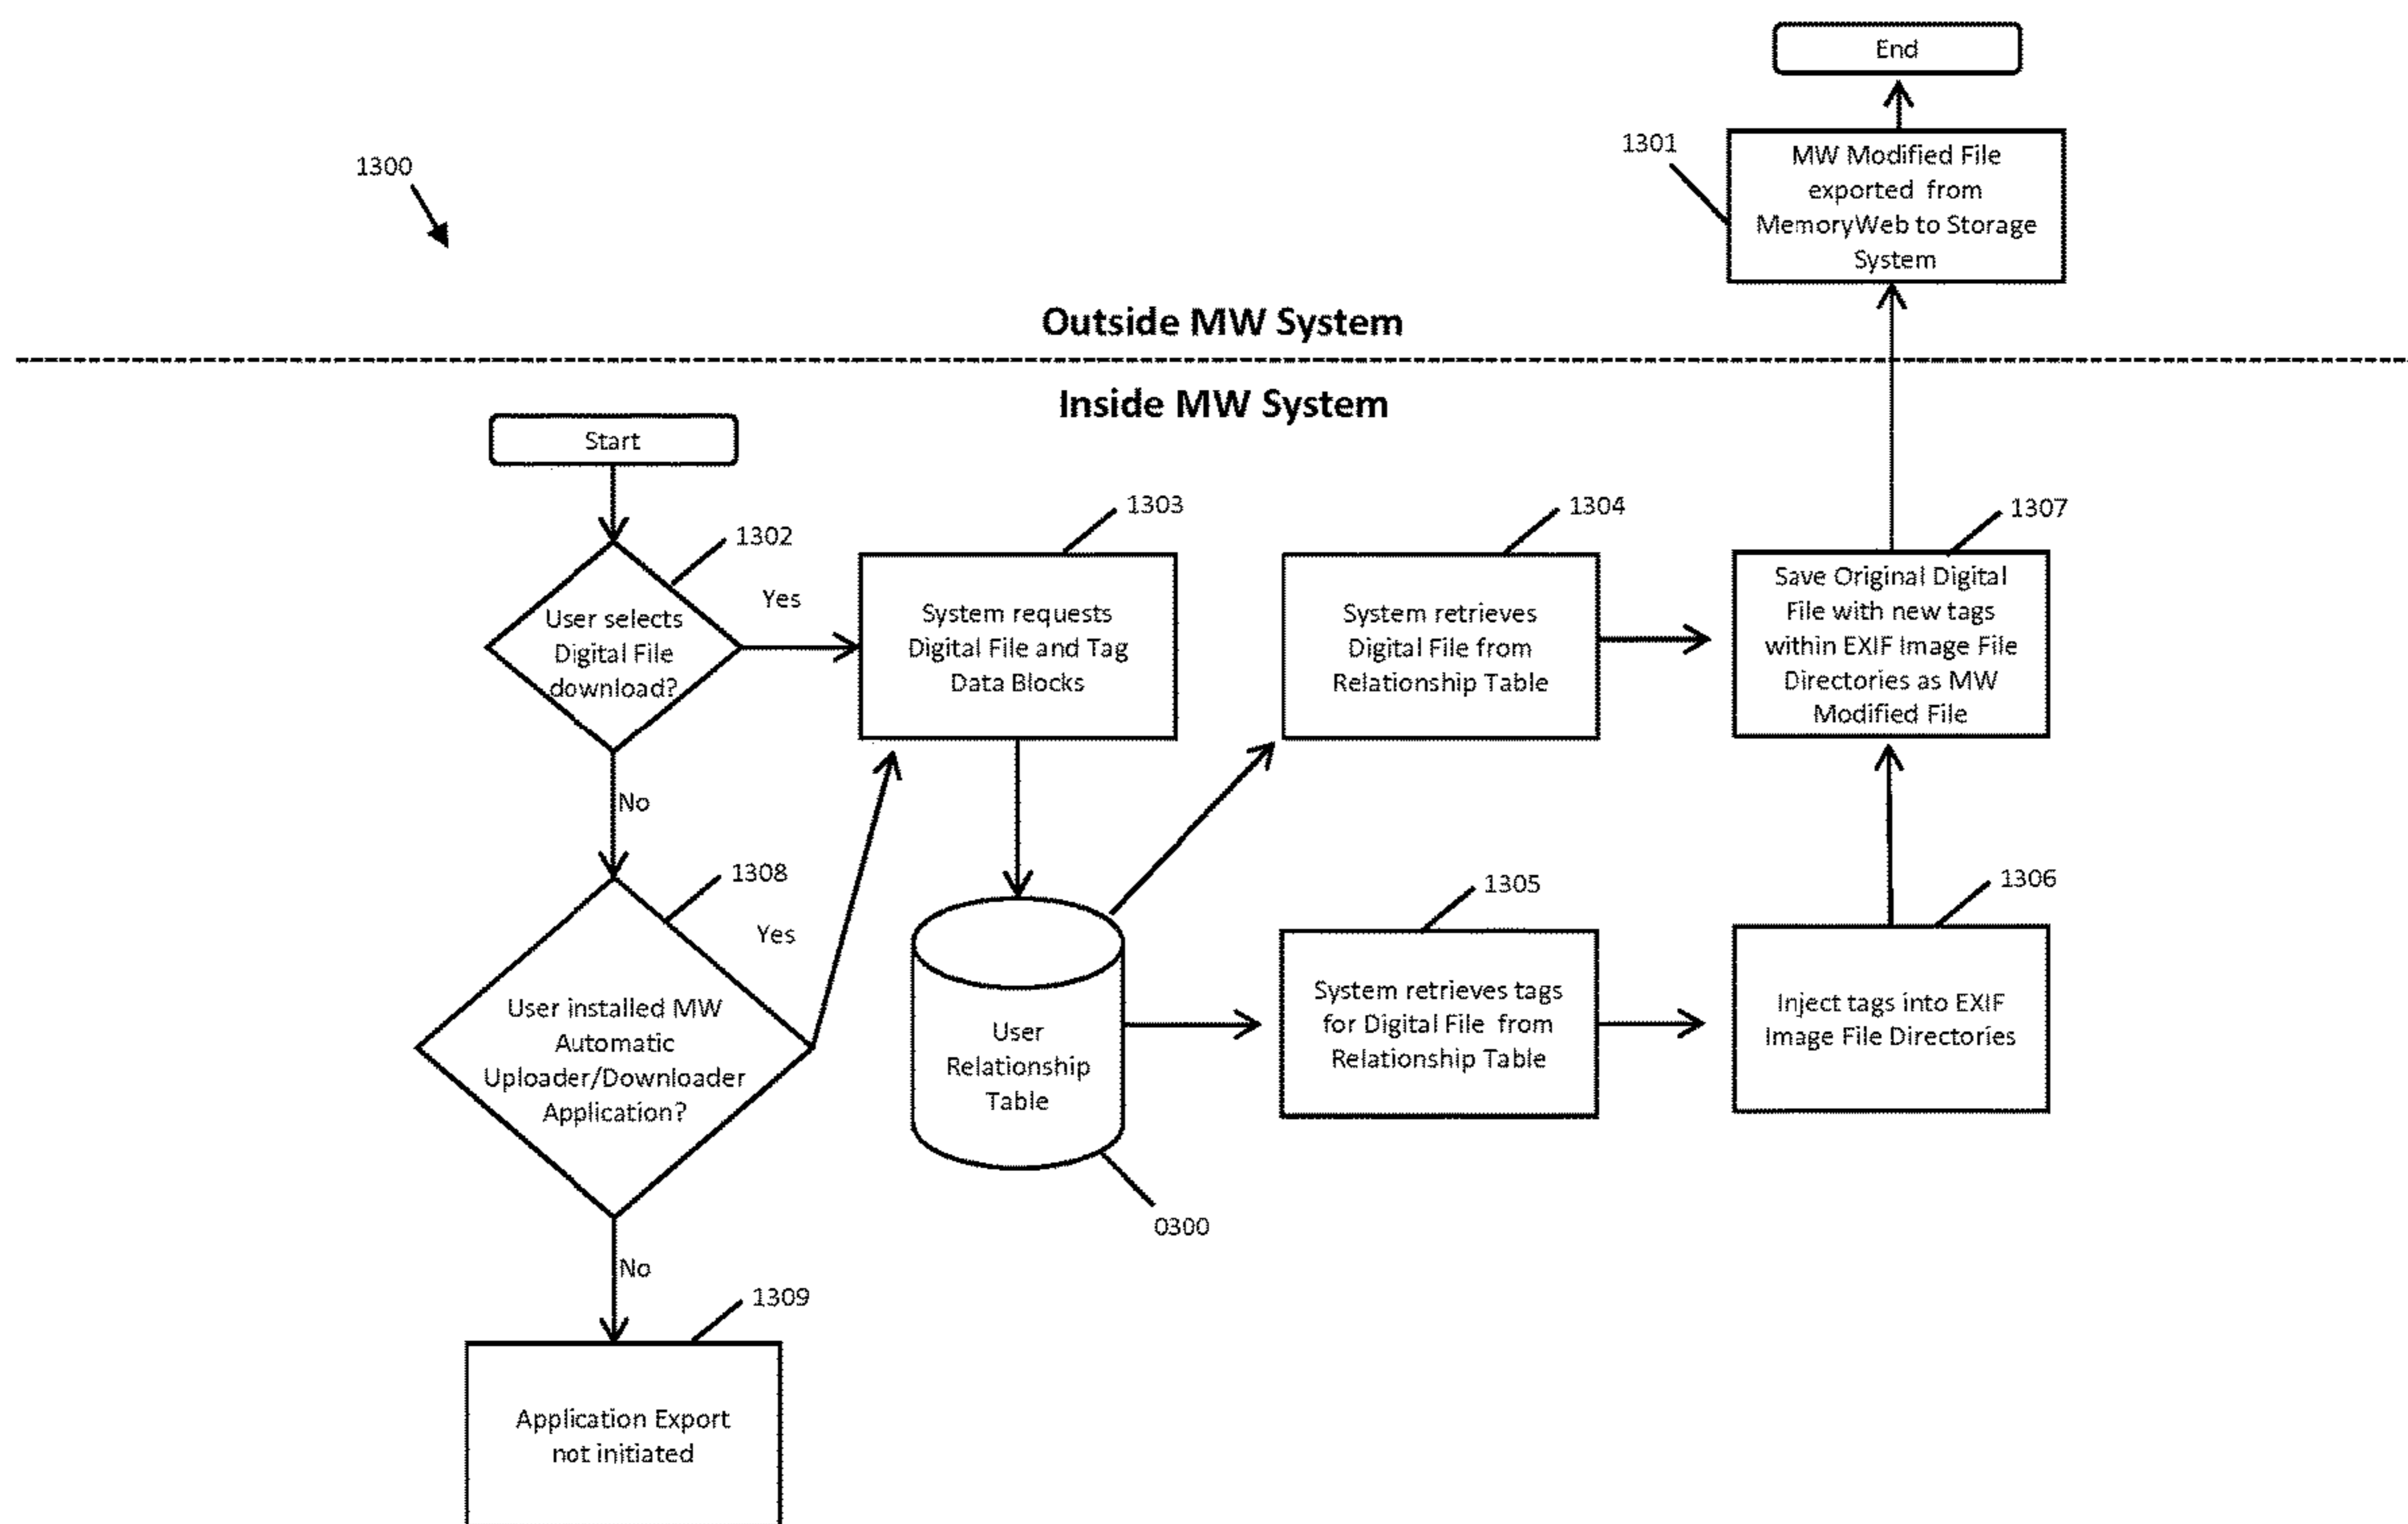 End
1301
MW Modified File
exported from
MemoryWeb to Storage
System
1300
Outside MW System
Inside MW System
Start
1302
User selects
Digital File
download?
Yes
No
1303
System requests
Digital File and Tag
Data Blocks
1304
System retrieves
Digital File from
Relationship Table
1307
Save Original Digital
File with new tags
within EXIF Image File
Directories as MW
Modified File
1308
User installed MW
Automatic
Uploader/Downloader
Application?
Yes
No
User
Relationship
Table
0300
1305
System retrieves tags
for Digital File from
Relationship Table
1306
Inject tags into EXIF
Image File Directories
1309
Application Export
not initiated